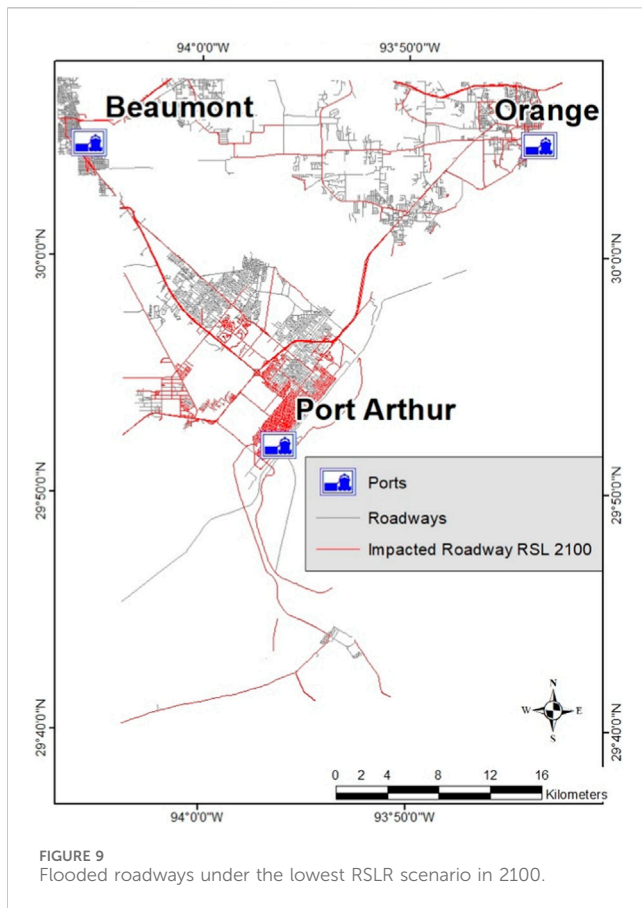 94°0'0"W
93°50'0"W
Beaumont
Orange
30°0'0"N
30°0'0"N
Port Arthur
Ports
Roadways
Impacted Roadway RSL 2100
29°50'0"N
29°50'0"N
29°40'0"N
29°40'0"N
N
W
E
S
0 2 4 8 12 16
Kilometers
94°0'0"W
93°50'0"W
FIGURE 9
Flooded roadways under the lowest RSLR scenario in 2100.